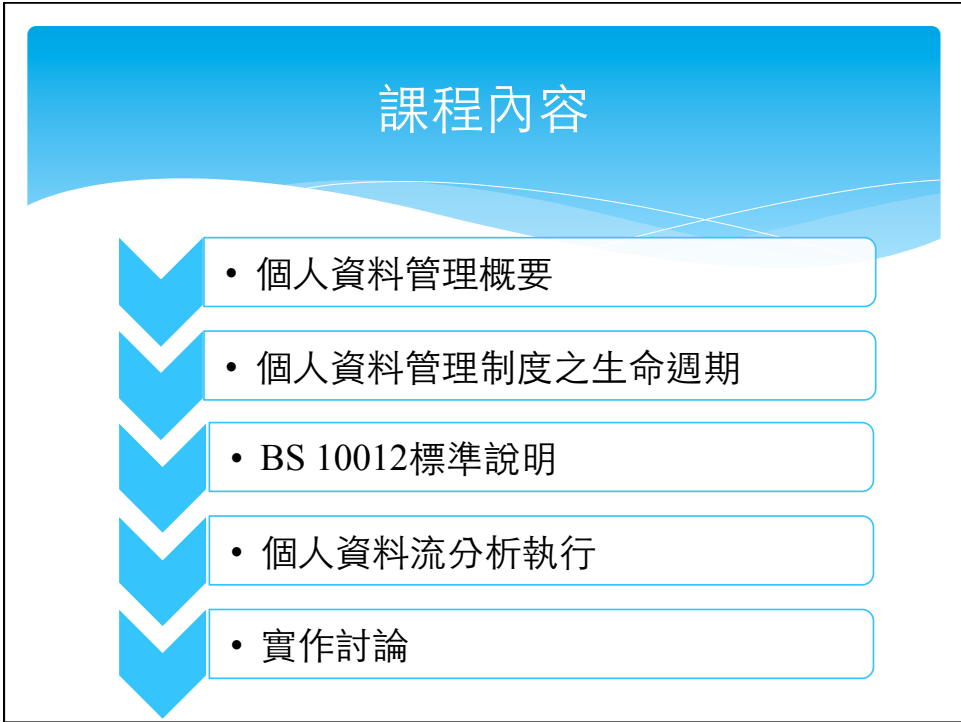 課程內容
• 個人資料管理概要
• 個人資料管理制度之生命週期
• BS 10012標準說明
• 個人資料流分析執行
• 實作討論